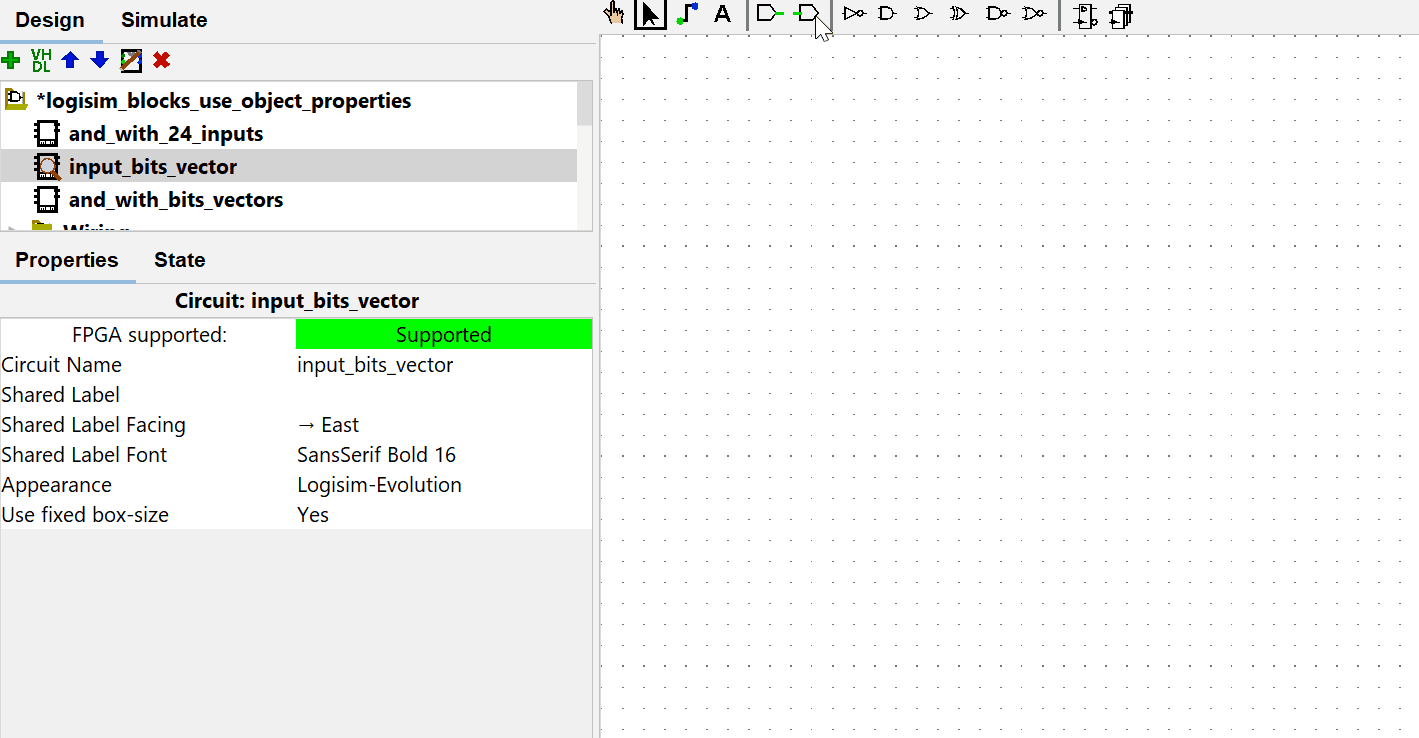 Design Simulate
A
VH
DL
*logisim_blocks_use_object_properties
and_with_24_inputs
input_bits_vector
and_with_bits_vectors
Wiring
Properties State
Circuit: input_bits_vector
FPGA supported: Supported
Circuit Name input_bits_vector
Shared Label
Shared Label Facing → East
Shared Label Font SansSerif Bold 16
Appearance Logisim-Evolution
Use fixed box-size Yes